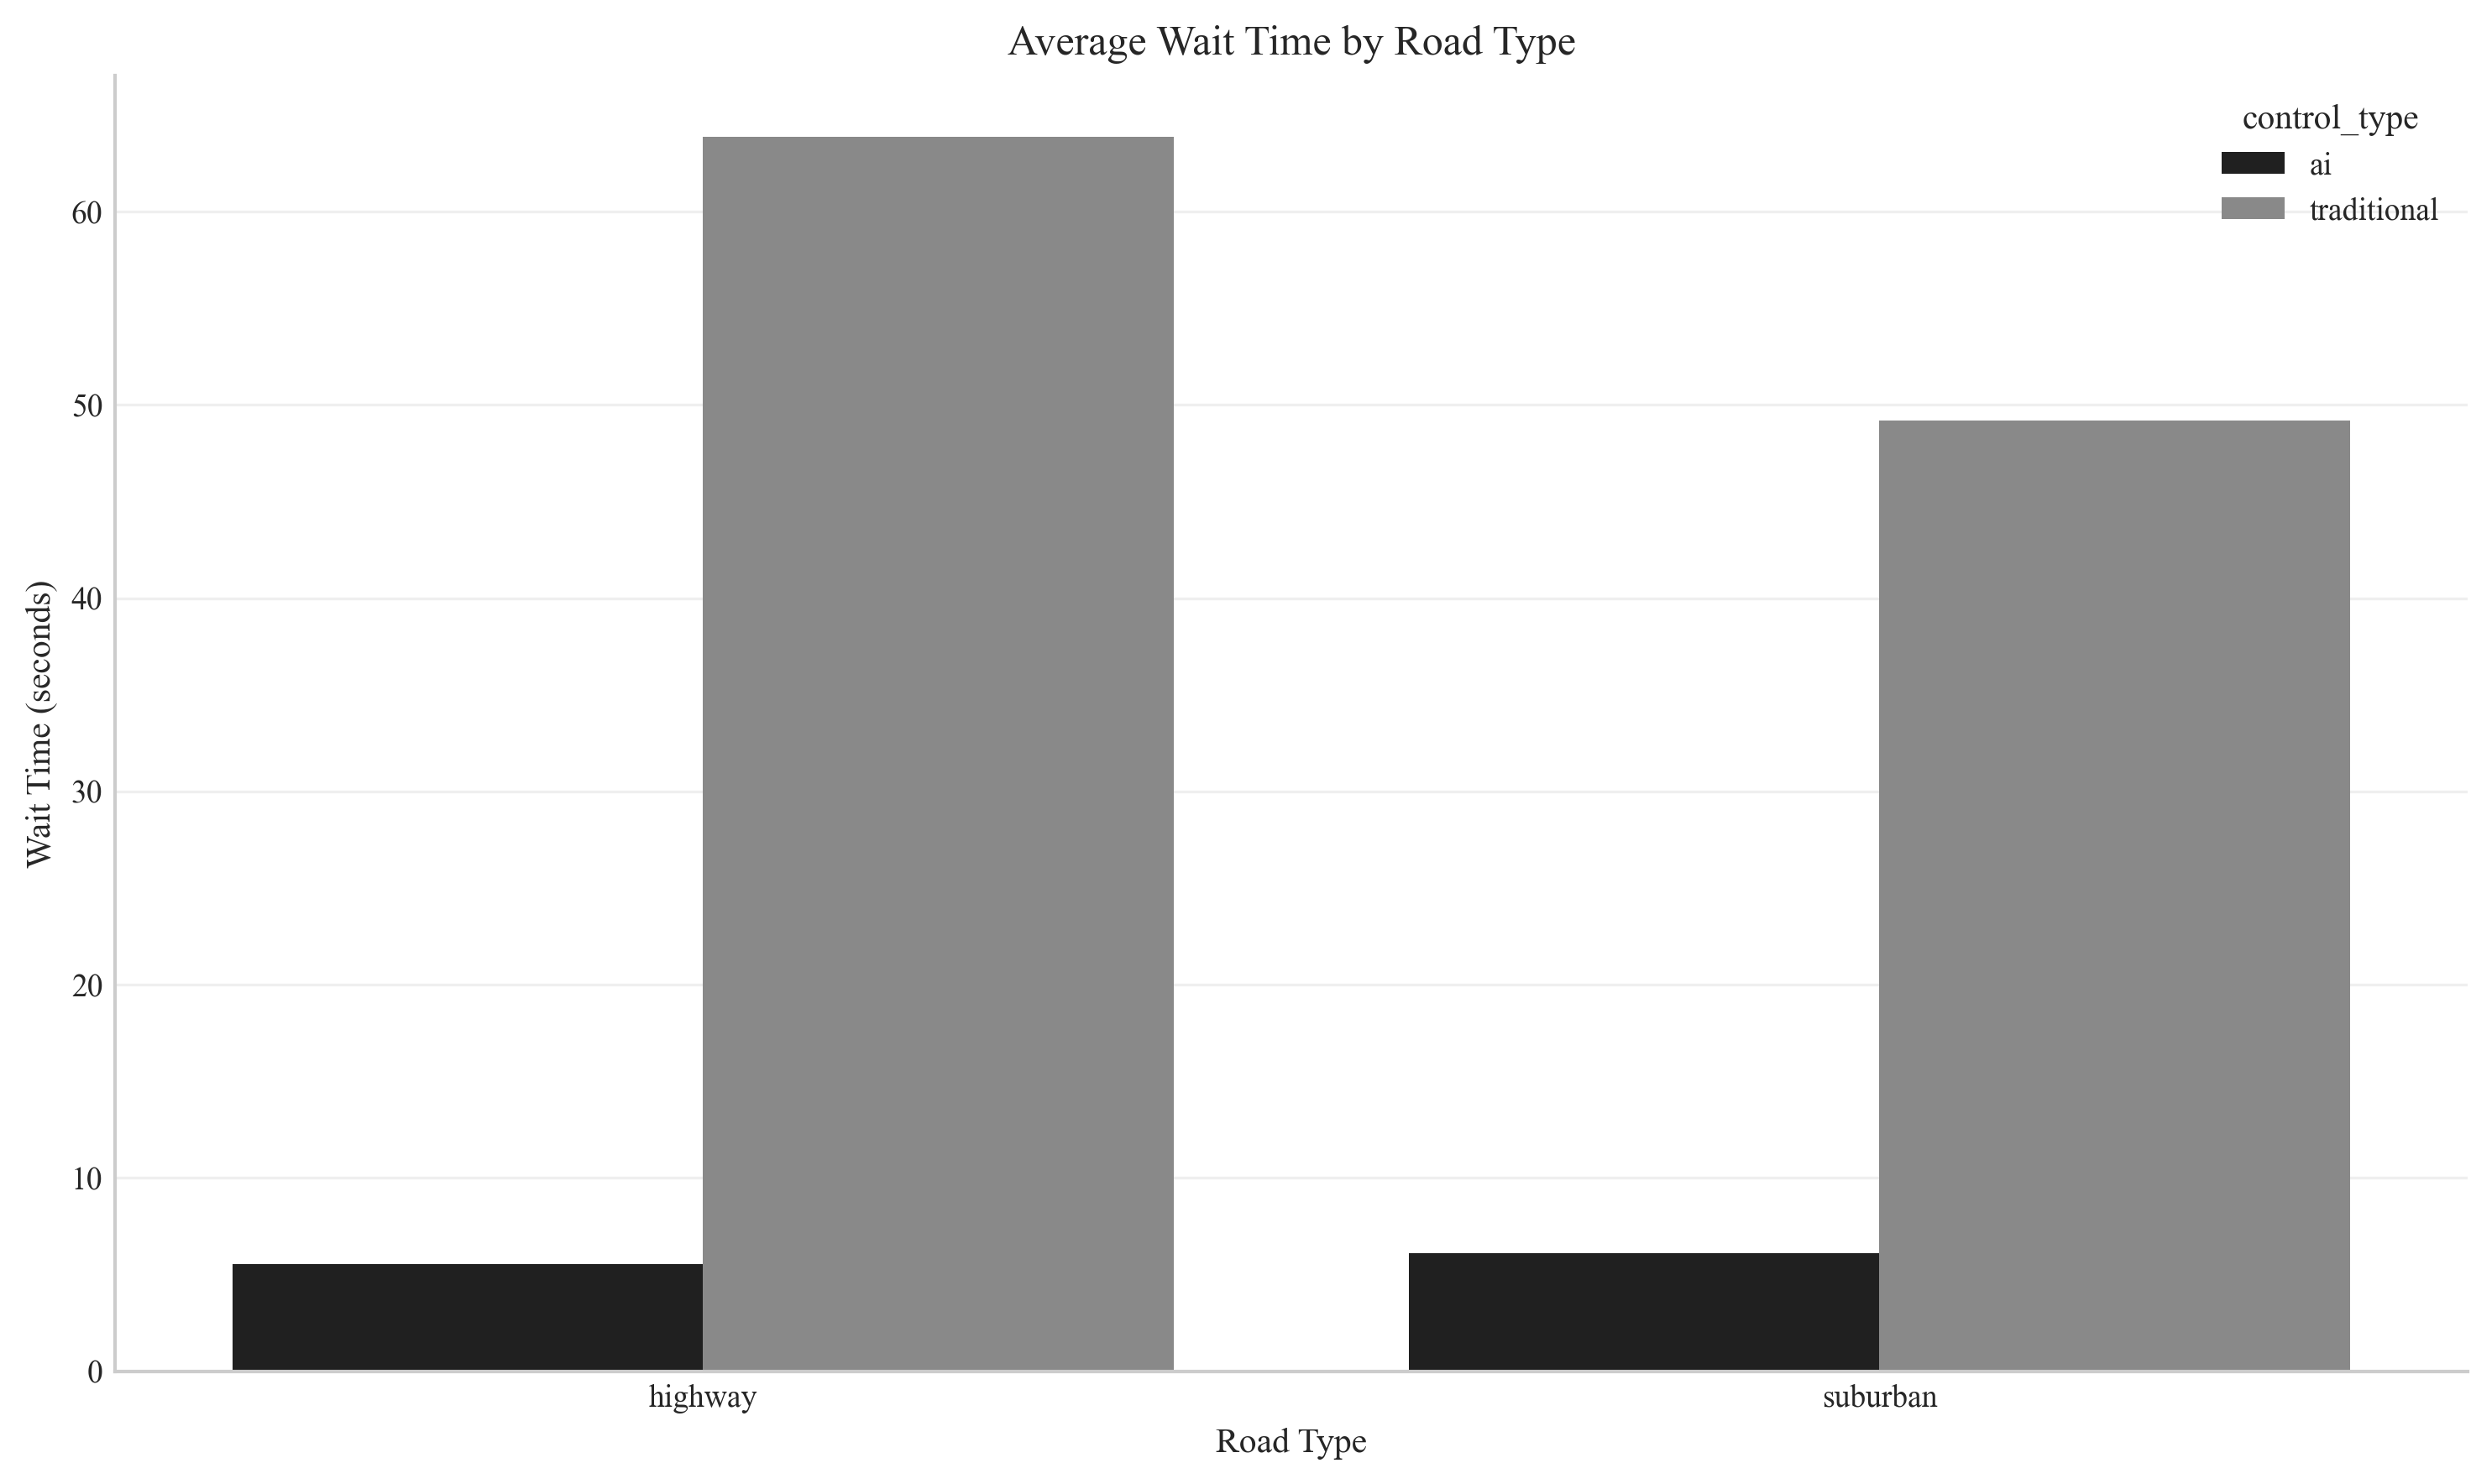 Average Wait Time by Road Type
control_type
ai
traditional
60
50
40
30
20
10
0
Wait Time (seconds)
highway
suburban
Road Type